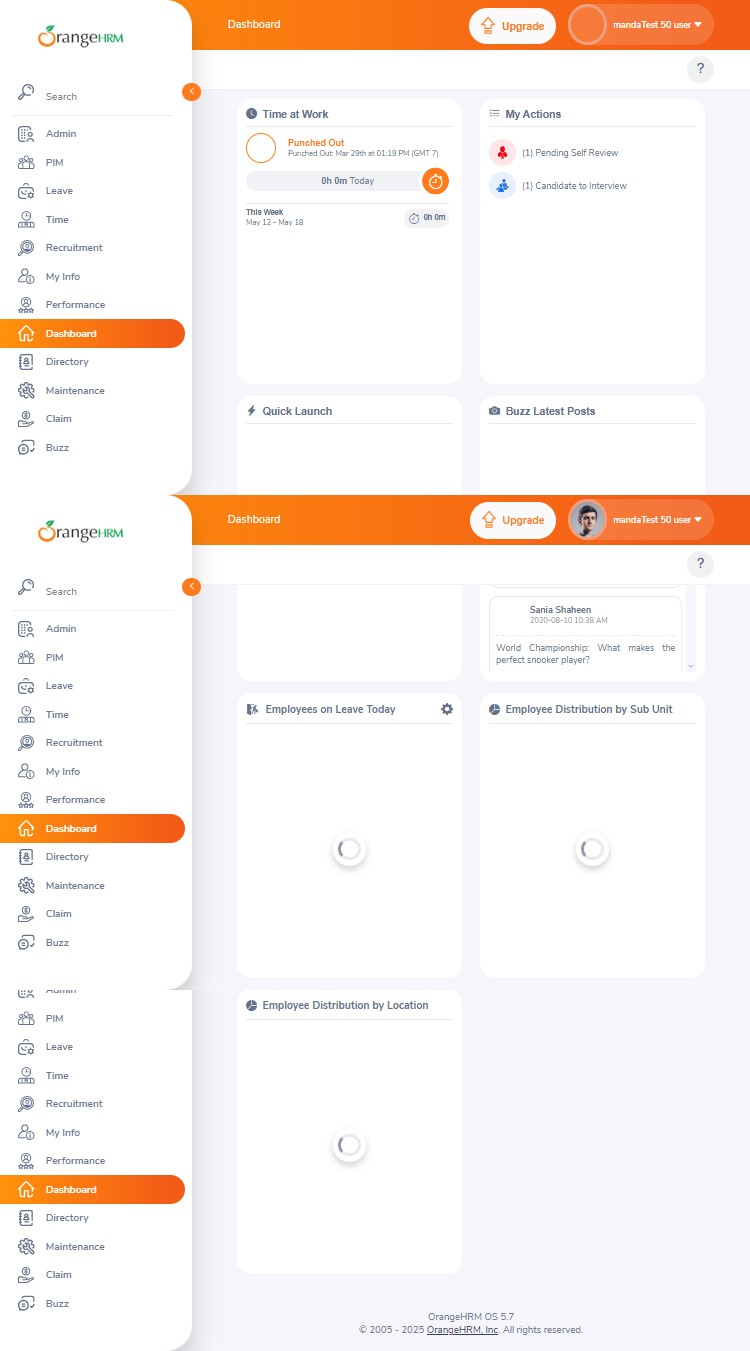 OrangeHRM
Dashboard
Upgrade
mandaTest 50 user
?
Search
Admin
PIM
Leave
Time
Recruitment
My Info
Performance
Dashboard
Directory
Maintenance
Claim
Buzz
Time at Work
Punched Out
Punched Out: Mar 29th at 01:19 PM (GMT 7)
0h 0m Today
This Week
May 12 - May 18
0h 0m
My Actions
(1) Pending Self Review
(1) Candidate to Interview
Quick Launch
Buzz Latest Posts
OrangeHRM
Dashboard
Upgrade
mandaTest 50 user
?
Search
Admin
PIM
Leave
Time
Recruitment
My Info
Performance
Dashboard
Directory
Maintenance
Claim
Buzz
Sania Shaheen
2020-08-10 10:38 AM
World Championship: What makes the
perfect snooker player?
Employees on Leave Today
Employee Distribution by Sub Unit
Admin
PIM
Leave
Time
Recruitment
My Info
Performance
Dashboard
Directory
Maintenance
Claim
Buzz
Employee Distribution by Location
OrangeHRM OS 5.7
© 2005 - 2025 OrangeHRM, Inc. All rights reserved.